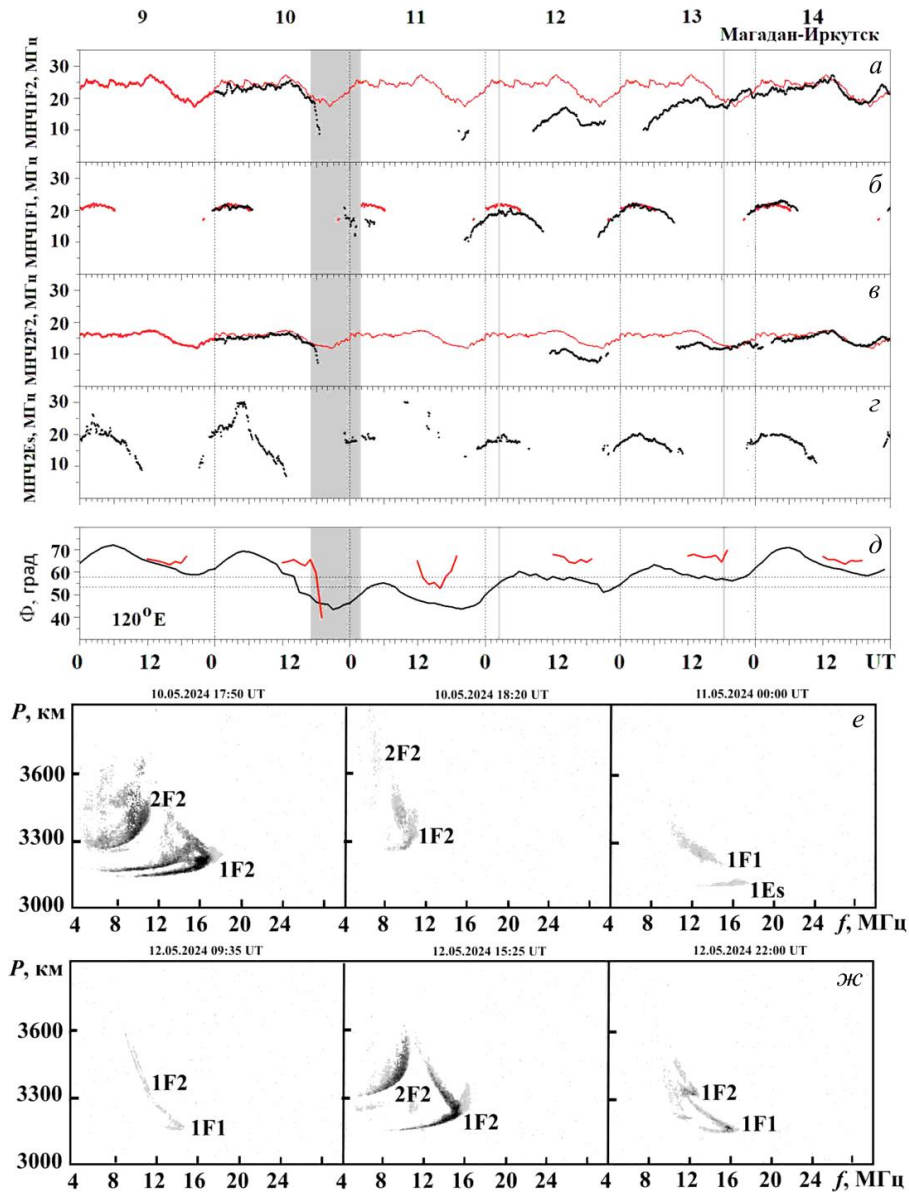 9 10 11 12 13 14
Магадан-Иркутск
МНЧ1F2, МГц
30
20
10
а
МНЧ1F1, МГц
30
20
10
б
МНЧ2F2, МГц
30
20
10
в
МНЧ2Es, МГц
30
20
10
г
Ф, град
70
60
50
40
120°E
д
0 12 0 12 0 12 0 12 0 12 0 12 UT
10.05.2024 17:50 UT 10.05.2024 18:20 UT 11.05.2024 00:00 UT
P, км
е
3600
3300
3000
2F2
1F2
2F2
1F2
1F1
1Es
4 8 12 16 20 24 4 8 12 16 20 24 4 8 12 16 20 24 f, МГц
12.05.2024 09:35 UT 12.05.2024 15:25 UT 12.05.2024 22:00 UT
P, км
ж
3600
3300
3000
1F2
1F1
2F2
1F2
1F2
1F1
4 8 12 16 20 24 4 8 12 16 20 24 4 8 12 16 20 24 f, МГц